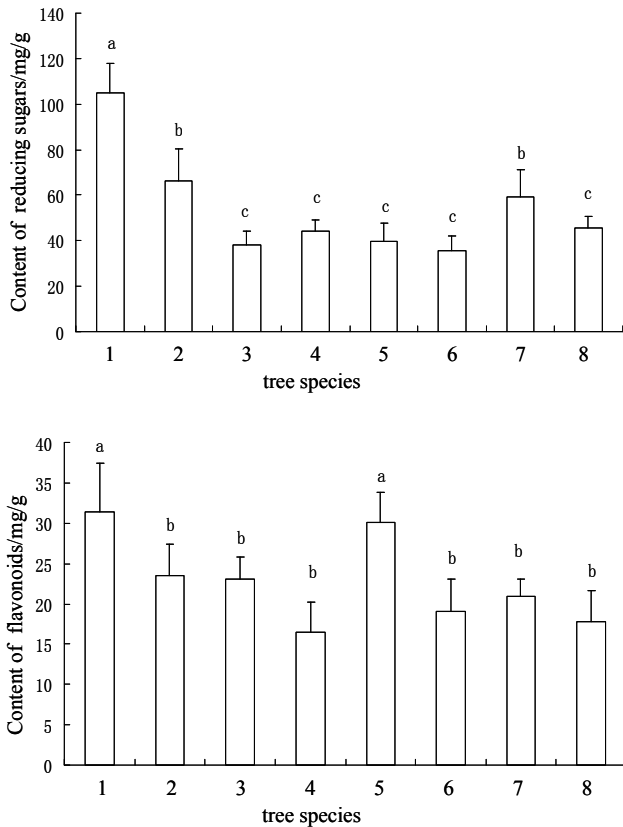 Content of reducing sugars/mg/g
140
120
100
80
60
40
20
0
a
b
c
c
c
c
b
c
1 2 3 4 5 6 7 8
tree species
Content of flavonoids/mg/g
40
35
30
25
20
15
10
5
0
a
b
b
b
a
b
b
b
1 2 3 4 5 6 7 8
tree species